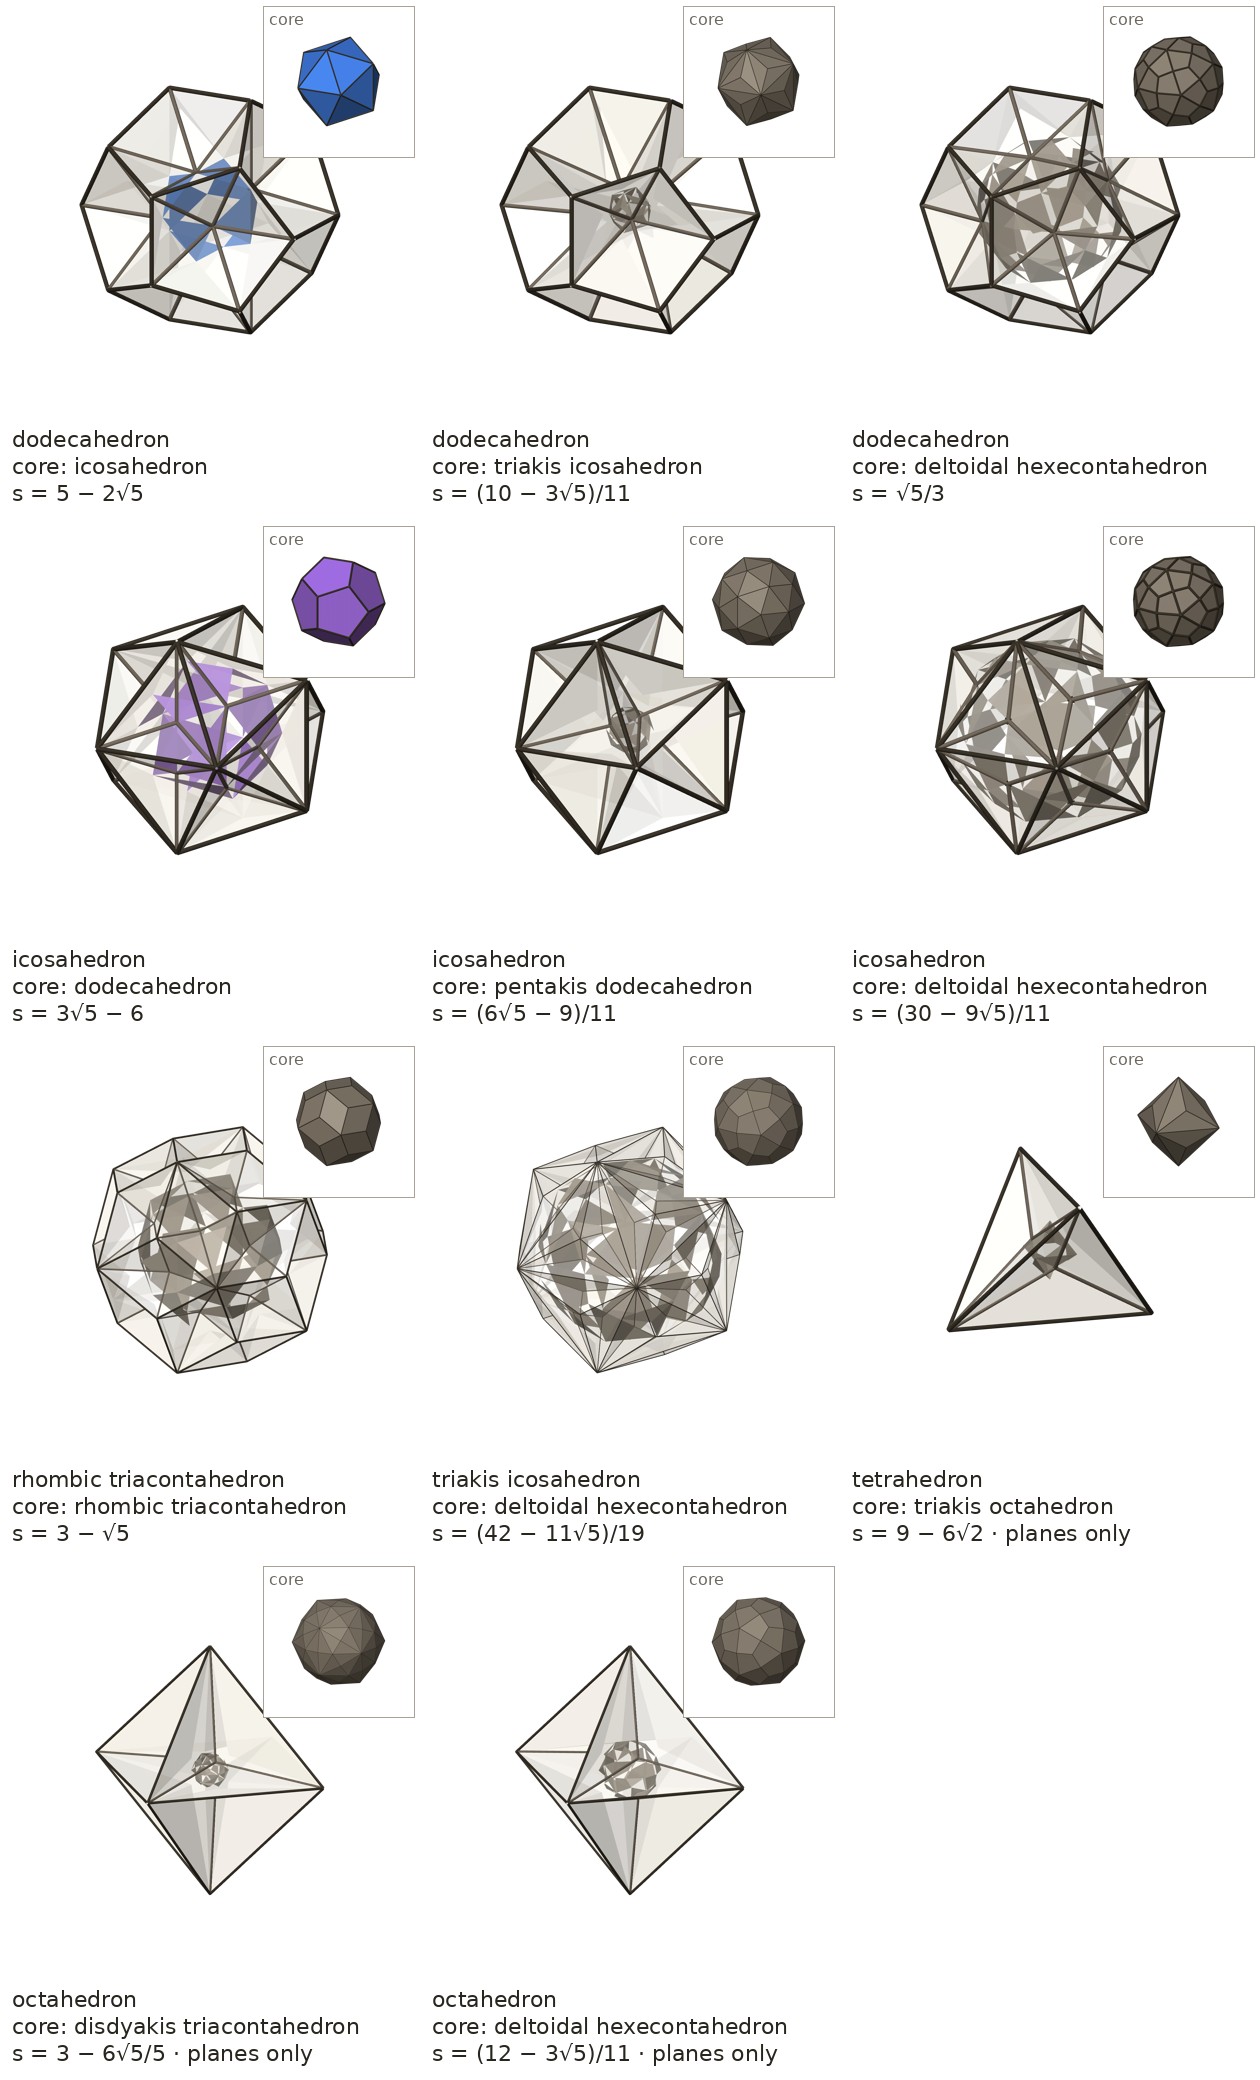 core
core
core
dodecahedron
core: icosahedron
s = 5 − 2√5
dodecahedron
core: triakis icosahedron
s = (10 − 3√5)/11
dodecahedron
core: deltoidal hexecontahedron
s = √5/3
core
core
core
icosahedron
core: dodecahedron
s = 3√5 − 6
icosahedron
core: pentakis dodecahedron
s = (6√5 − 9)/11
icosahedron
core: deltoidal hexecontahedron
s = (30 − 9√5)/11
core
core
core
rhombic triacontahedron
core: rhombic triacontahedron
s = 3 − √5
triakis icosahedron
core: deltoidal hexecontahedron
s = (42 − 11√5)/19
tetrahedron
core: triakis octahedron
s = 9 − 6√2 · planes only
core
core
octahedron
core: disdyakis triacontahedron
s = 3 − 6√5/5 · planes only
octahedron
core: deltoidal hexecontahedron
s = (12 − 3√5)/11 · planes only